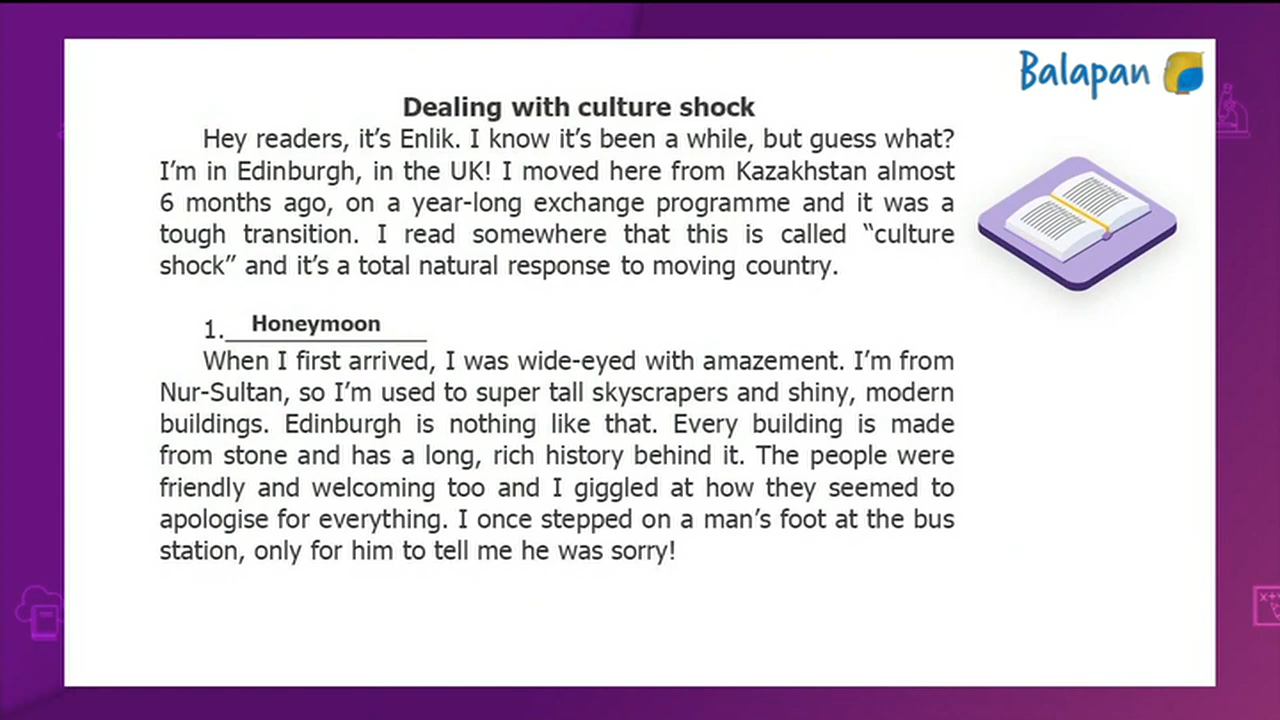 Balapan
Dealing with culture shock
Hey readers, it's Enlik. I know it's been a while, but guess what?
I'm in Edinburgh, in the UK! I moved here from Kazakhstan almost
6 months ago, on a year-long exchange programme and it was a
tough transition. I read somewhere that this is called “culture
shock” and it's a total natural response to moving country.
1. Honeymoon
When I first arrived, I was wide-eyed with amazement. I'm from
Nur-Sultan, so I'm used to super tall skyscrapers and shiny, modern
buildings. Edinburgh is nothing like that. Every building is made
from stone and has a long, rich history behind it. The people were
friendly and welcoming too and I giggled at how they seemed to
apologise for everything. I once stepped on a man's foot at the bus
station, only for him to tell me he was sorry!